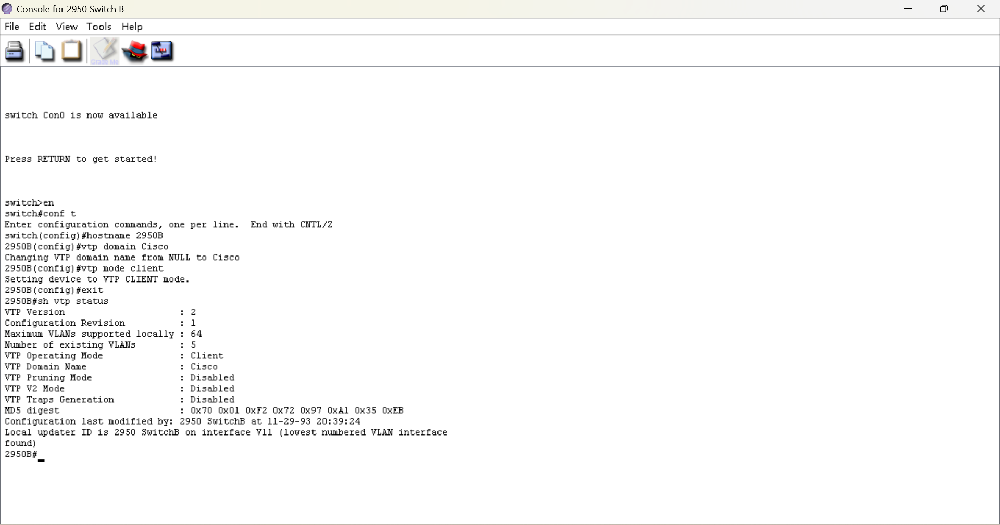 Console for 2950 Switch B
File Edit View Tools Help
Grade Me
switch Con0 is now available
Press RETURN to get started!
switch>en
switch#conf t
Enter configuration commands, one per line.  End with CNTL/Z
switch(config)#hostname 2950B
2950B(config)#vtp domain Cisco
Changing VTP domain name from NULL to Cisco
2950B(config)#vtp mode client
Setting device to VTP CLIENT mode.
2950B(config)#exit
2950B#sh vtp status
VTP Version                     : 2
Configuration Revision          : 1
Maximum VLANs supported locally : 64
Number of existing VLANs        : 5
VTP Operating Mode              : Client
VTP Domain Name                 : Cisco
VTP Pruning Mode                : Disabled
VTP V2 Mode                     : Disabled
VTP Traps Generation            : Disabled
MD5 digest                      : 0x70 0x01 0xF2 0x72 0x97 0xA1 0x35 0xEB
Configuration last modified by: 2950 SwitchB at 11-29-93 20:39:24
Local updater ID is 2950 SwitchB on interface Vl1 (lowest numbered VLAN interface
found)
2950B#